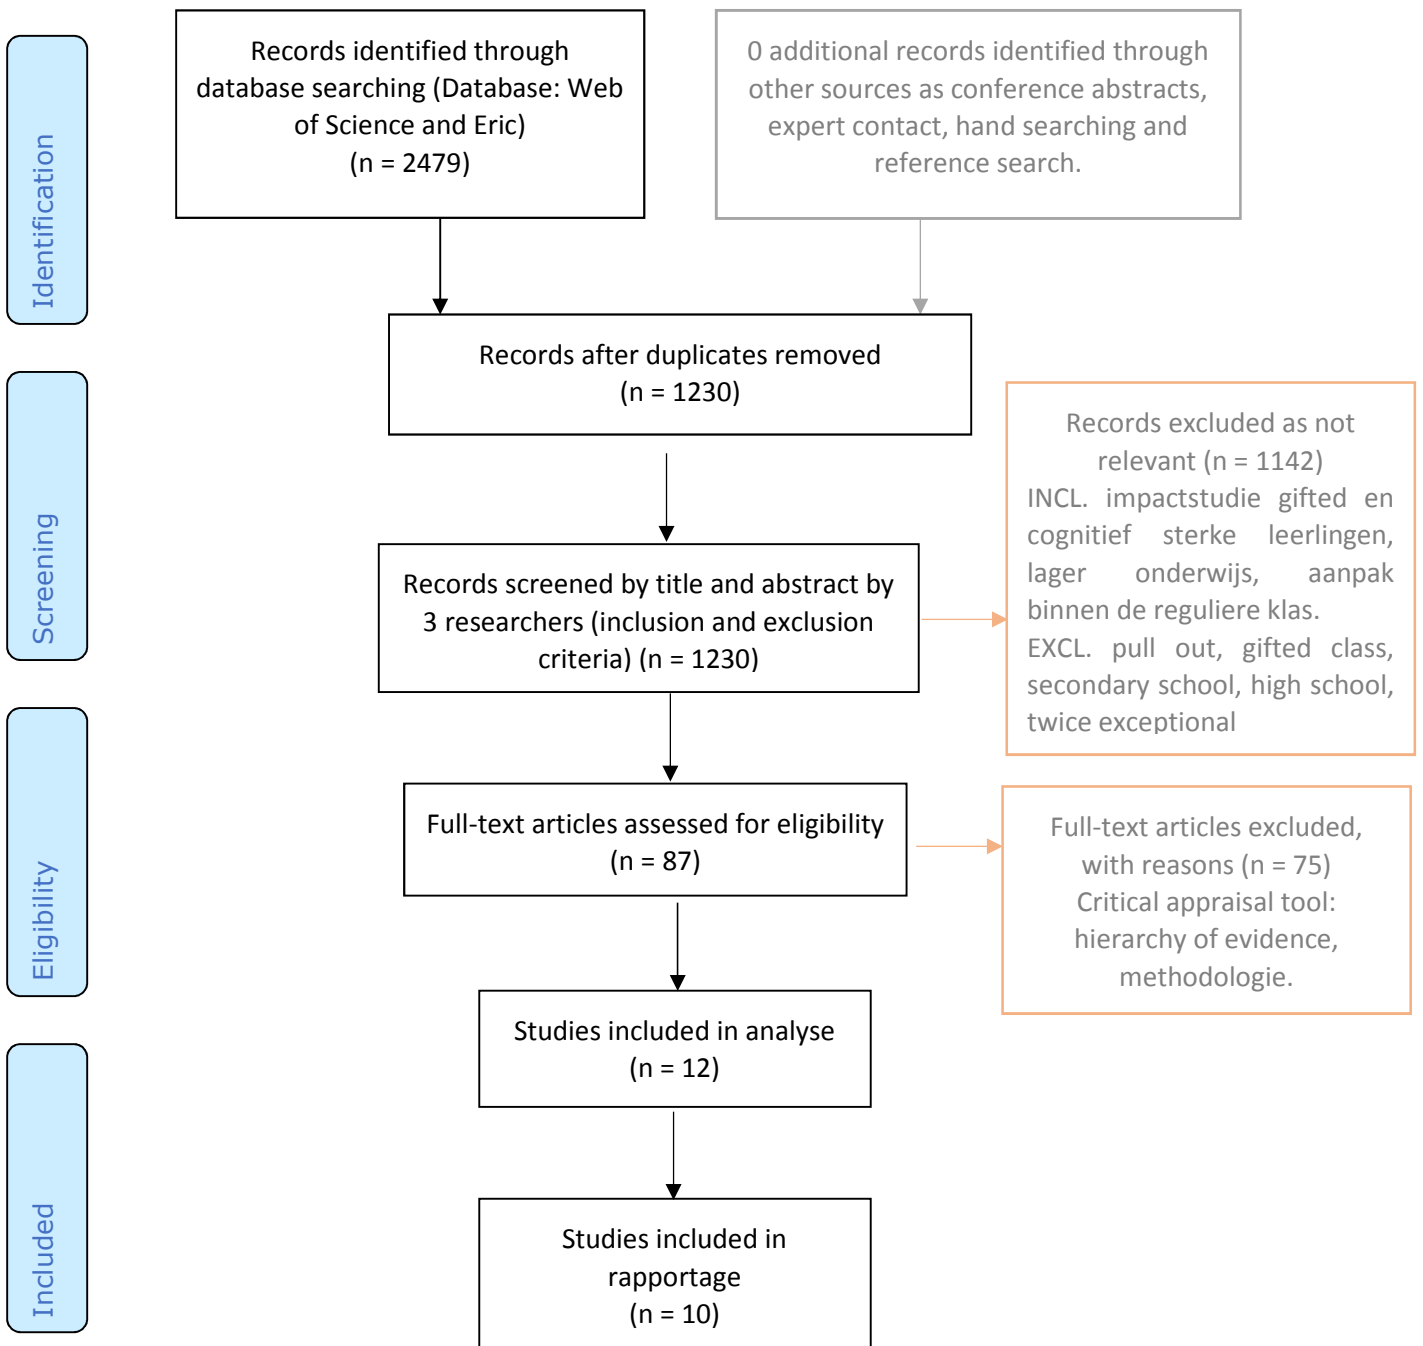 Identification
Records identified through
database searching (Database: Web
of Science and Eric)
(n = 2479)
0 additional records identified through
other sources as conference abstracts,
expert contact, hand searching and
reference search.
Records after duplicates removed
(n = 1230)
Screening
Records screened by title and abstract by
3 researchers (inclusion and exclusion
criteria) (n = 1230)
Records excluded as not
relevant (n = 1142)
INCL. impactstudie gifted en
cognitief sterke leerlingen,
lager onderwijs, aanpak
binnen de reguliere klas.
EXCL. pull out, gifted class,
secondary school, high school,
twice exceptional
Eligibility
Full-text articles assessed for eligibility
(n = 87)
Full-text articles excluded,
with reasons (n = 75)
Critical appraisal tool:
hierarchy of evidence,
methodologie.
Studies included in analyse
(n = 12)
Included
Studies included in
rapportage
(n = 10)